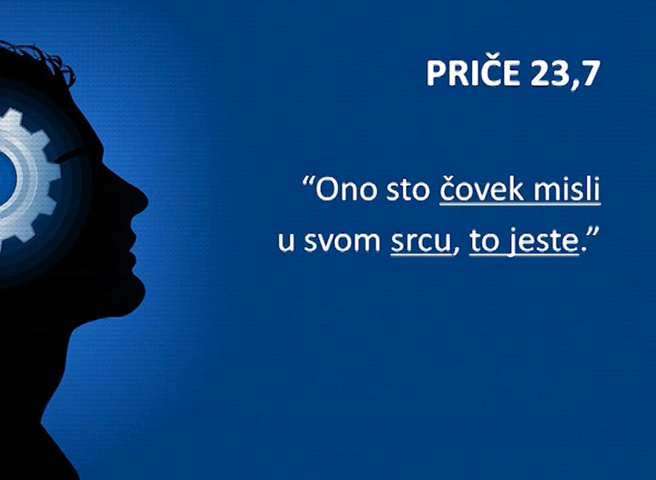 PRIČE 23,7
“Ono sto čovek misli
u svom srcu, to jeste.”